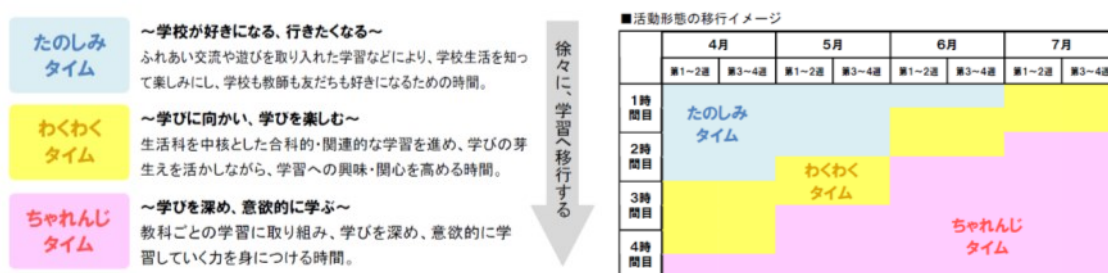 たのしみ
タイム
～学校が好きになる、行きたくなる～
ふれあい交流や遊びを取り入れた学習などにより、学校生活を知っ
て楽しみにし、学校も教師も友だちも好きになるための時間。
わくわく
タイム
～学びに向かい、学びを楽しむ～
生活科を中核とした合科的・関連的な学習を進め、学びの芽
生えを活かしながら、学習への興味・関心を高める時間。
ちゃれんじ
タイム
～学びを深め、意欲的に学ぶ～
教科ごとの学習に取り組み、学びを深め、意欲的に学
習していく力を身につける時間。
徐々に、学習へ移行する
■活動形態の移行イメージ
4月 5月 6月 7月
第1～2週 第3～4週 第1～2週 第3～4週 第1～2週 第3～4週 第1～2週 第3～4週
1時
間目
2時
間目
3時
間目
4時
間目
たのしみ
タイム
わくわく
タイム
ちゃれんじ
タイム